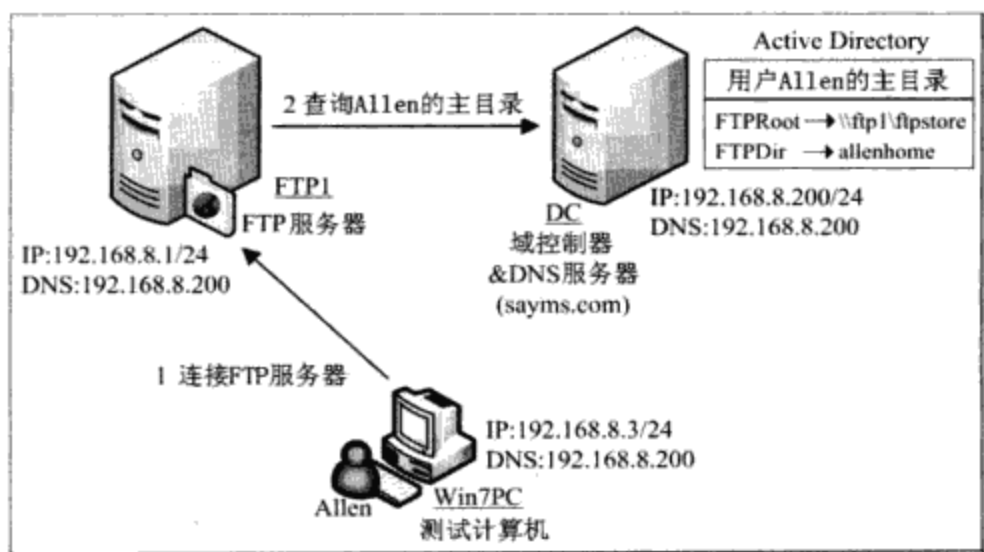 Active Directory
用户Allen的主目录
FTPRoot → \\ftp1\ftpstore
FTPDir → allenhome
2 查询Allen的主目录
FTP1
FTP服务器
IP:192.168.8.1/24
DNS:192.168.8.200
DC
域控制器
&DNS服务器
(sayms.com)
IP:192.168.8.200/24
DNS:192.168.8.200
1 连接FTP服务器
IP:192.168.8.3/24
DNS:192.168.8.200
Allen
Win7PC
测试计算机